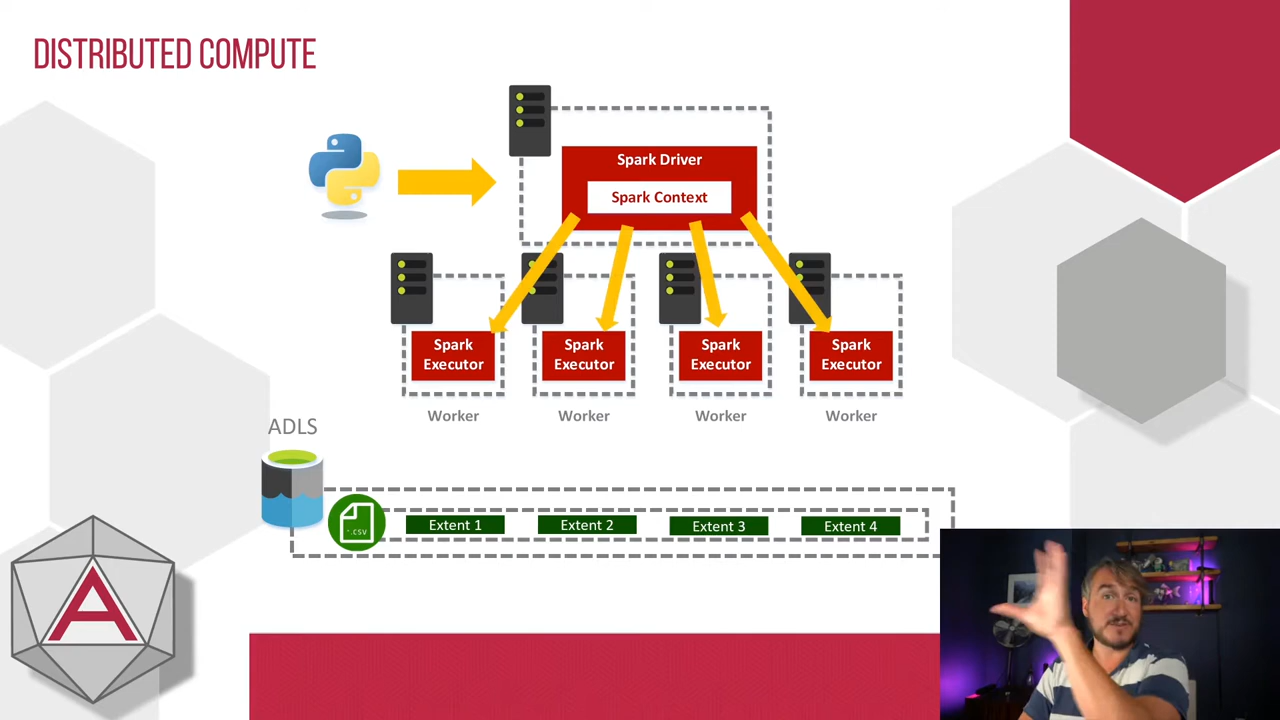 DISTRIBUTED COMPUTE
Spark Driver
Spark Context
Spark
Executor
Spark
Executor
Spark
Executor
Spark
Executor
Worker
Worker
Worker
Worker
ADLS
.CSV
Extent 1
Extent 2
Extent 3
Extent 4
A